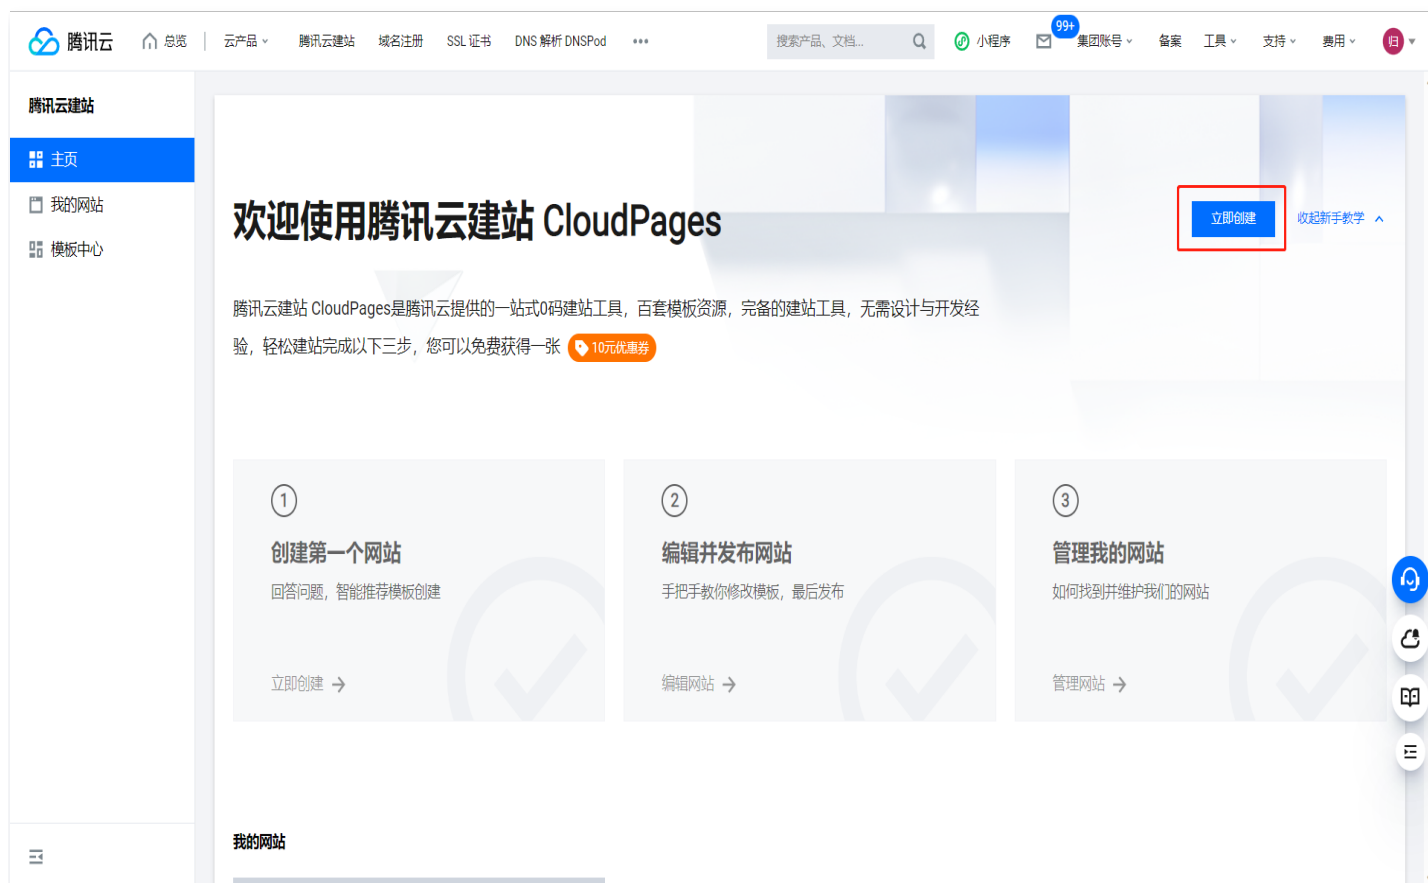 腾讯云 总览 云产品 腾讯云建站 域名注册 SSL 证书 DNS 解析 DNSPod ••• 搜索产品、文档... 小程序 99+ 集团账号 备案 工具 支持 费用 归
腾讯云建站
主页
我的网站
模板中心
欢迎使用腾讯云建站 CloudPages
立即创建 收起新手教学
腾讯云建站 CloudPages是腾讯云提供的一站式0码建站工具，百套模板资源，完备的建站工具，无需设计与开发经
验，轻松建站完成以下三步，您可以免费获得一张 10元优惠券
1
创建第一个网站
回答问题，智能推荐模板创建
立即创建
2
编辑并发布网站
手把手教你修改模板，最后发布
编辑网站
3
管理我的网站
如何找到并维护我们的网站
管理网站
我的网站